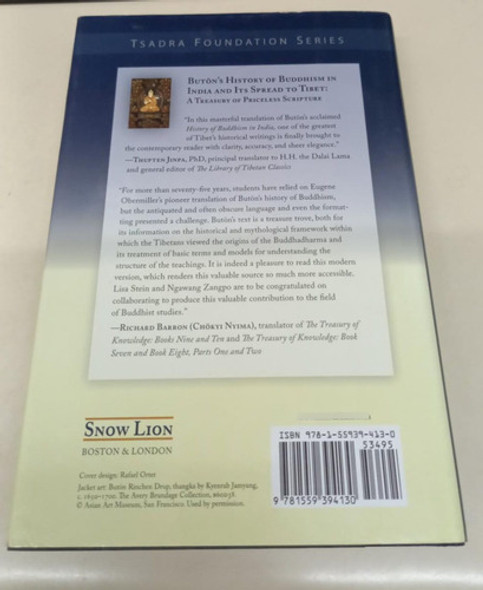 TSADRA FOUNDATION SERIES
BUTÖN'S HISTORY OF BUDDHISM IN
INDIA AND ITS SPREAD TO TIBET:
A TREASURY OF PRICELESS SCRIPTURE
"In this masterful translation of Butön's acclaimed
History of Buddhism in India, one of the greatest
of Tibet's historical writings is finally brought to
the contemporary reader with clarity, accuracy, and sheer elegance."
—THUPTEN JINPA, PhD, principal translator to H.H. the Dalai Lama
and general editor of The Library of Tibetan Classics
"For more than seventy-five years, students have relied on Eugene
Obermiller's pioneer translation of Butön's history of Buddhism,
but the antiquated and often obscure language and even the format-
ting presented a challenge. Butön's text is a treasure trove, both for
its information on the historical and mythological framework within
which the Tibetans viewed the origins of the Buddhadharma and
its treatment of basic terms and models for understanding the
structure of the teachings. It is indeed a pleasure to read this modern
version, which renders this valuable source so much more accessible.
Lisa Stein and Ngawang Zangpo are to be congratulated on
collaborating to produce this valuable contribution to the field
of Buddhist studies."
—RICHARD BARRON (CHÖKYI NYIMA), translator of The Treasury of
Knowledge: Books Nine and Ten and The Treasury of Knowledge: Book
Seven and Book Eight, Parts One and Two
SNOW LION
BOSTON & LONDON
Cover design: Rafael Ornet
Jacket art: Butön Rinchen Drup, thangka by Kyenrab Jamyang,
c. 1650–1700. The Avery Brundage Collection,
© Asian Art Museum, San Francisco. Used by permission.
ISBN 978-1-55939-413-0
53495
9 781559 394130